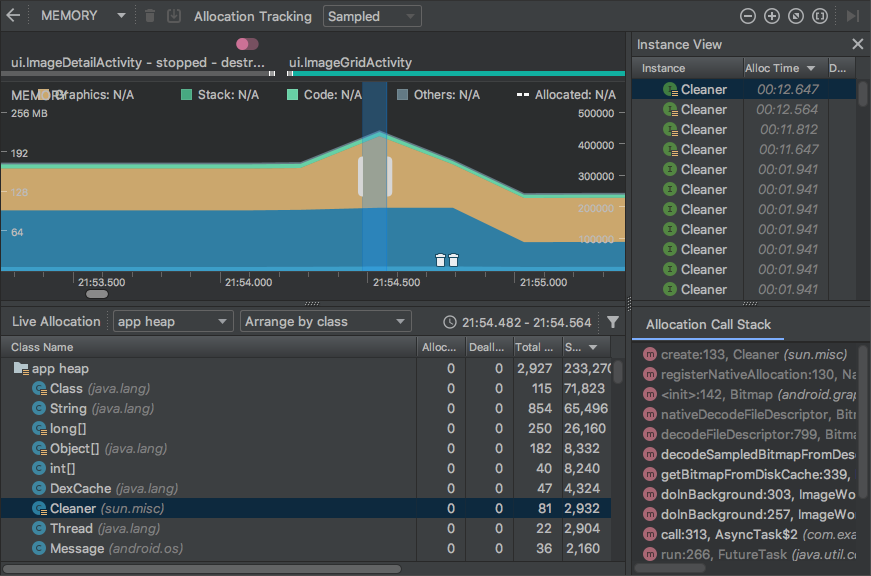 MEMORY Allocation Tracking Sampled
ui.ImageDetailActivity - stopped - destr... ui.ImageGridActivity
MEMORY Graphics: N/A Stack: N/A Code: N/A Others: N/A Allocated: N/A
256 MB 500000
192 400000
300000
128 200000
64 100000
21:53.500 21:54.000 21:54.500 21:55.000
Live Allocation app heap Arrange by class 21:54.482 - 21:54.564
Class Name Alloc... Deall... Total ... S...
app heap 0 0 2,927 233,270
Class (java.lang) 0 0 115 71,823
String (java.lang) 0 0 854 65,496
long[] 0 0 250 26,160
Object[] (java.lang) 0 0 182 8,332
int[] 0 0 40 8,240
DexCache (java.lang) 0 0 47 4,324
Cleaner (sun.misc) 0 0 81 2,932
Thread (java.lang) 0 0 22 2,904
Message (android.os) 0 0 36 2,160
Instance View
Instance Alloc Time D...
Cleaner 00:12.647
Cleaner 00:12.564
Cleaner 00:11.812
Cleaner 00:11.647
Cleaner 00:01.941
Cleaner 00:01.941
Cleaner 00:01.941
Cleaner 00:01.941
Cleaner 00:01.941
Cleaner 00:01.941
Cleaner 00:01.941
Allocation Call Stack
create:133, Cleaner (sun.misc)
registerNativeAllocation:130, Na
<init>:142, Bitmap (android.grap
nativeDecodeFileDescriptor, Bitm
decodeFileDescriptor:799, Bitma
decodeSampledBitmapFromDes
getBitmapFromDiskCache:339,
doInBackground:303, ImageWo
doInBackground:257, ImageWo
call:313, AsyncTask$2 (com.exa
run:266, FutureTask (java.util.c